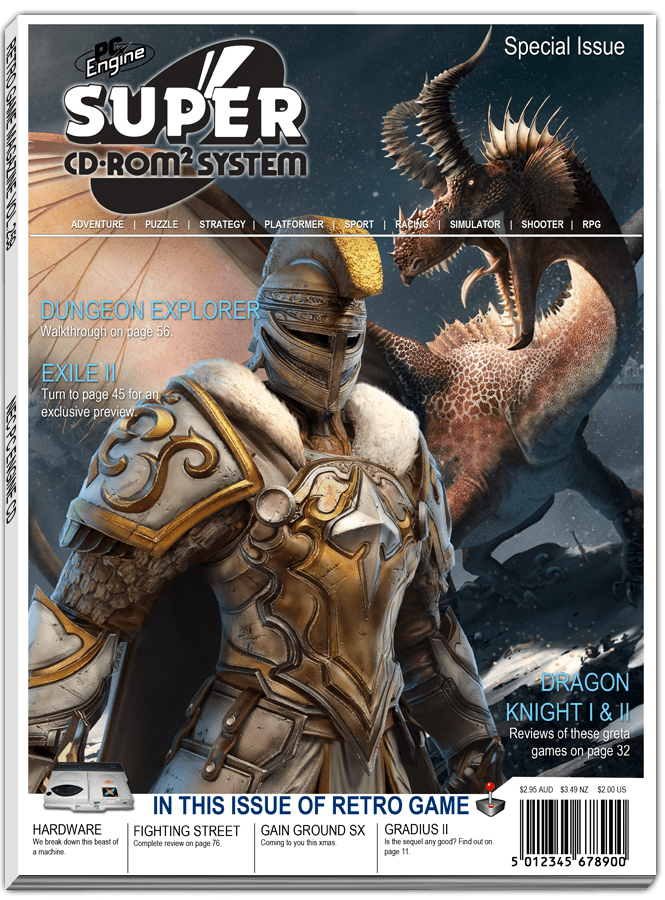 PC Engine
Special Issue
SUPER
CD-ROM² SYSTEM
ADVENTURE | PUZZLE | STRATEGY | PLATFORMER | SPORT | RACING | SIMULATOR | SHOOTER | RPG
DUNGEON EXPLORER
Walkthrough on page 56.
EXILE II
Turn to page 45 for an
exclusive preview.
DRAGON
KNIGHT I & II
Reviews of these greta
games on page 32
IN THIS ISSUE OF RETRO GAME
$2.95 AUD $3.49 NZ $2.00 US
HARDWARE
We break down this beast of
a machine.
FIGHTING STREET
Complete review on page 76.
GAIN GROUND SX
Coming to you this xmas.
GRADIUS II
Is the sequel any good? Find out on
page 11.
5 012345 678900